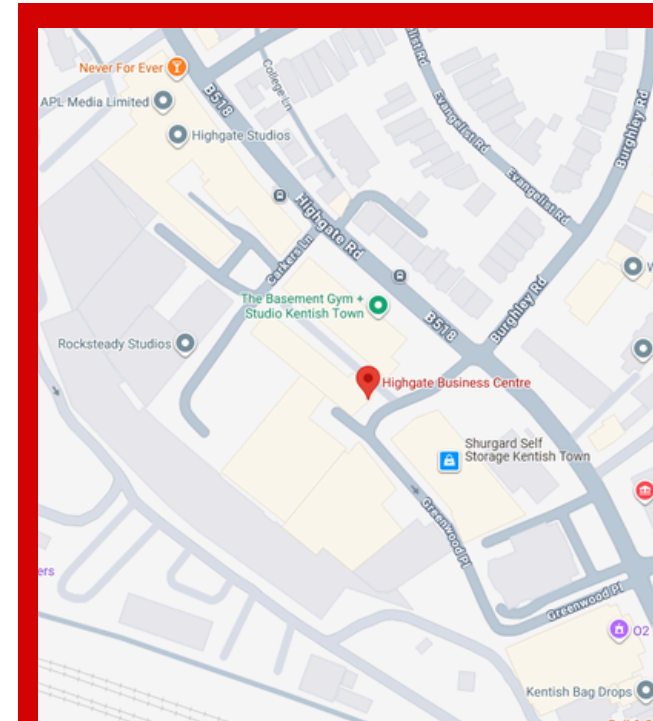 Never For Ever
APL Media Limited
B518
College Ln
Evangelist Rd
Burghley Rd
Highgate Studios
Evangelist Rd
Highgate Rd
Carkers Ln
The Basement Gym +
Studio Kentish Town
B518
Burghley Rd
Rocksteady Studios
Highgate Business Centre
Shurgard Self
Storage Kentish Town
Greenwood Pl
Greenwood Pl
O2
Kentish Bag Drops